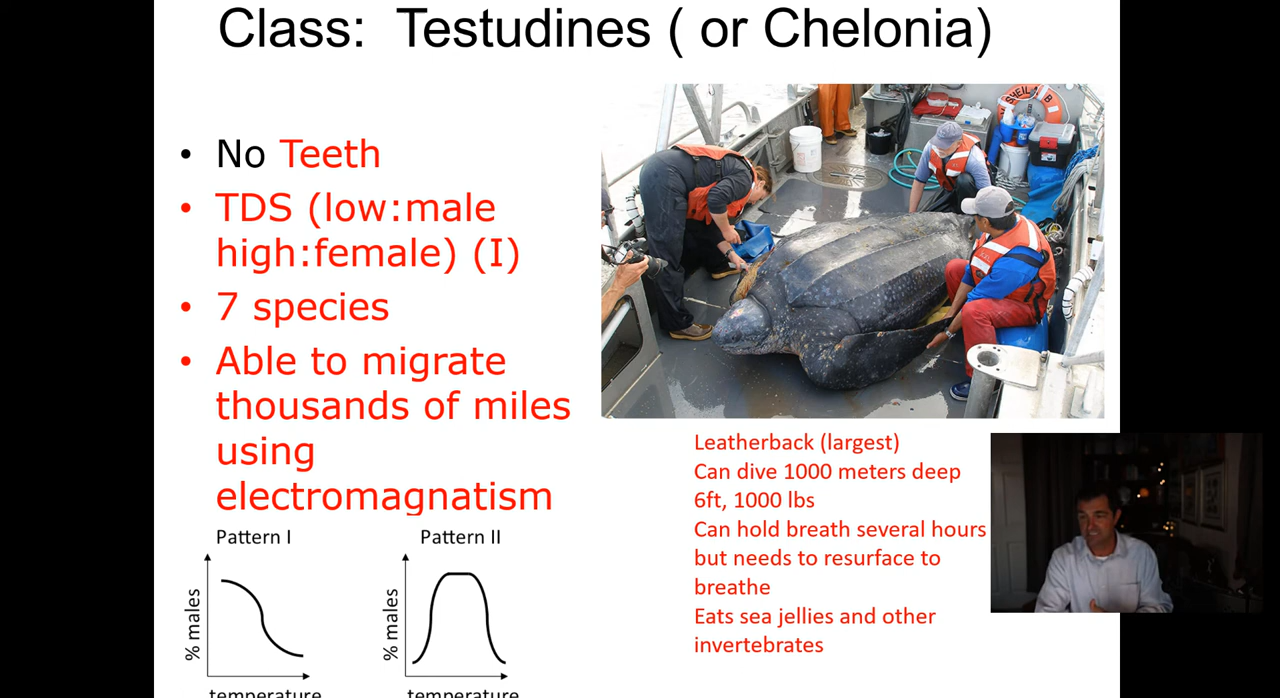 Class:  Testudines ( or Chelonia)
• No Teeth
• TDS (low:male
high:female) (I)
• 7 species
• Able to migrate
thousands of miles
using
electromagnatism
Pattern I
% males
temperature
Pattern II
% males
temperature
SHEIL B
Leatherback (largest)
Can dive 1000 meters deep
6ft, 1000 lbs
Can hold breath several hours
but needs to resurface to
breathe
Eats sea jellies and other
invertebrates